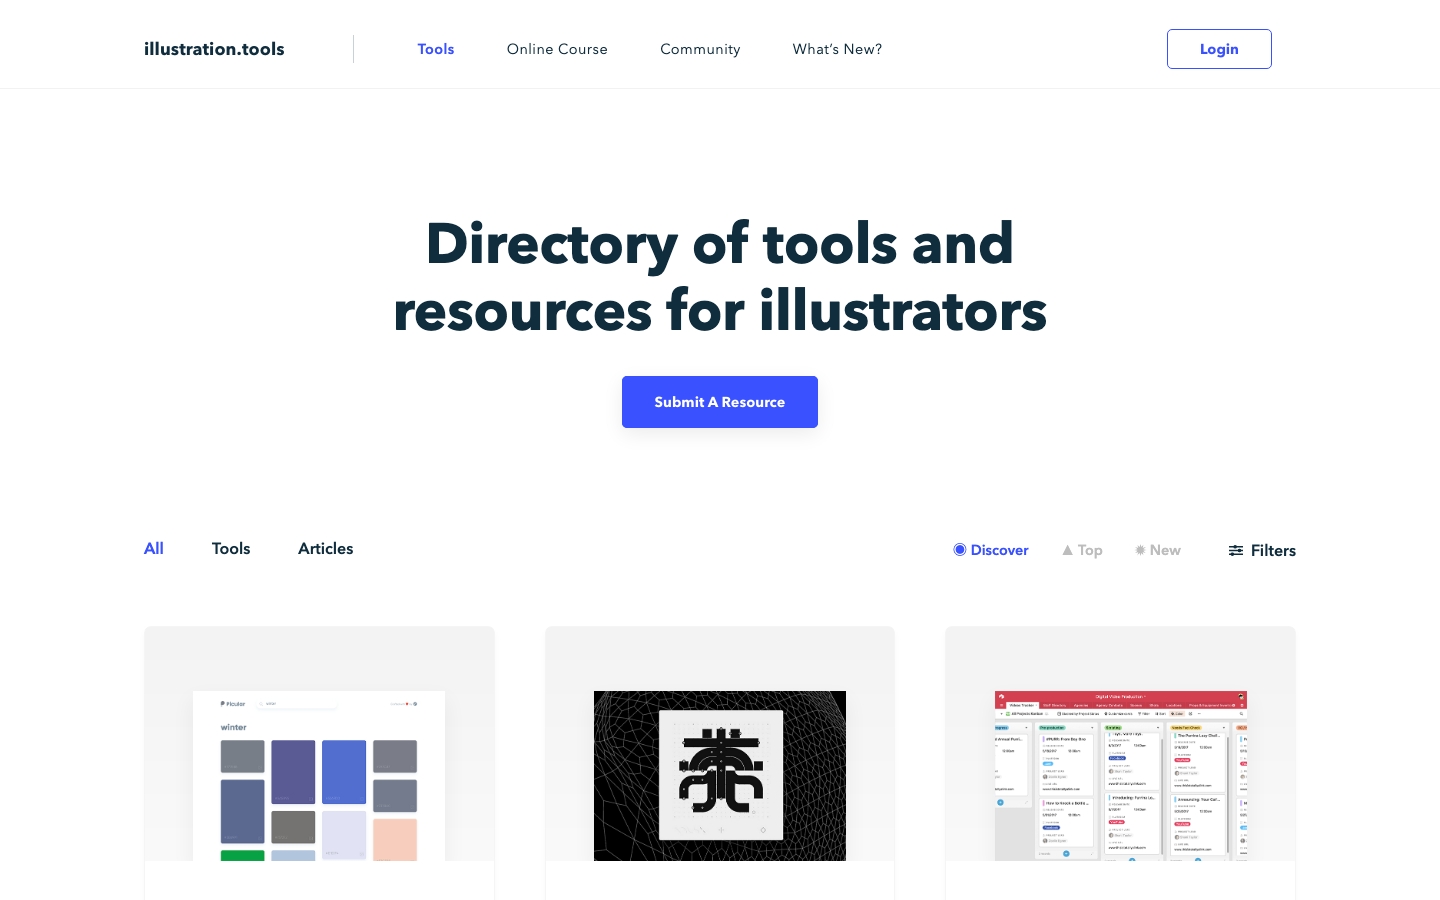 illustration.tools
Tools
Online Course
Community
What's New?
Login
Directory of tools and
resources for illustrators
Submit A Resource
All
Tools
Articles
Discover
Top
New
Filters
Picular
winter
winter
Digital Video Production